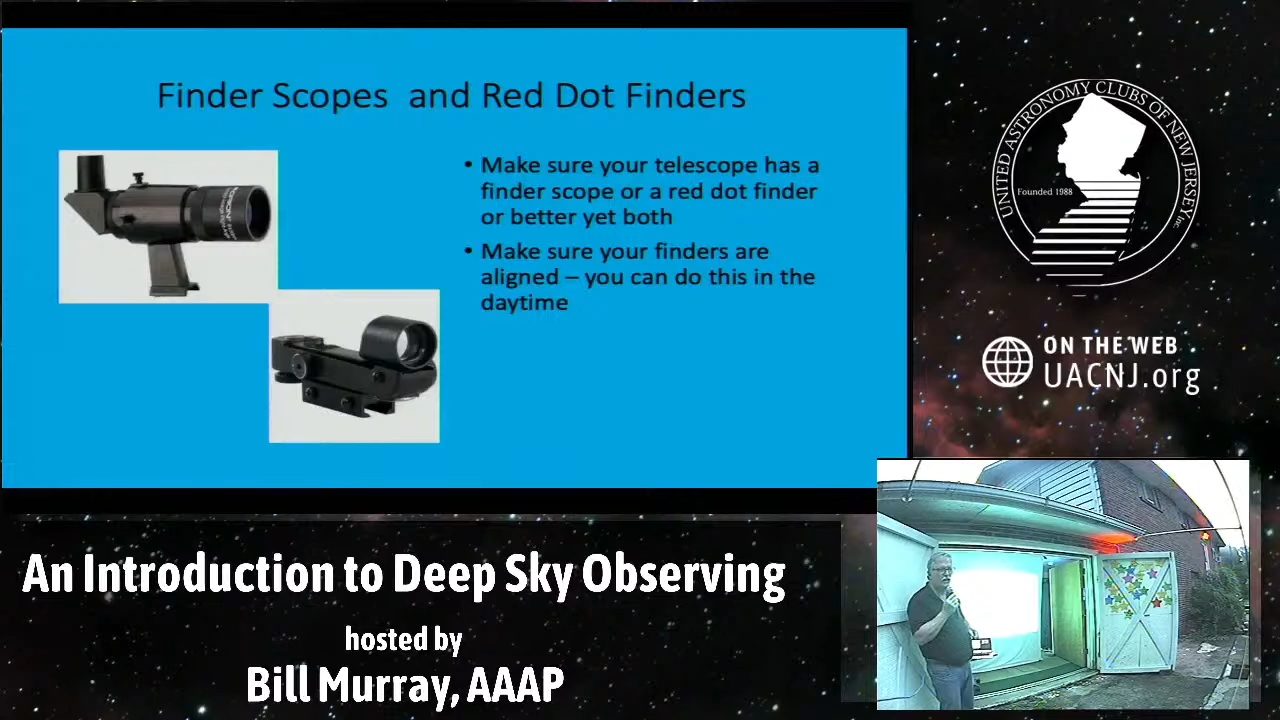 Finder Scopes and Red Dot Finders
• Make sure your telescope has a
finder scope or a red dot finder
or better yet both
• Make sure your finders are
aligned – you can do this in the
daytime
UNITED ASTRONOMY CLUBS OF NEW JERSEY, Inc
Founded 1988
ON THE WEB
UACNJ.org
An Introduction to Deep Sky Observing
hosted by
Bill Murray, AAAP